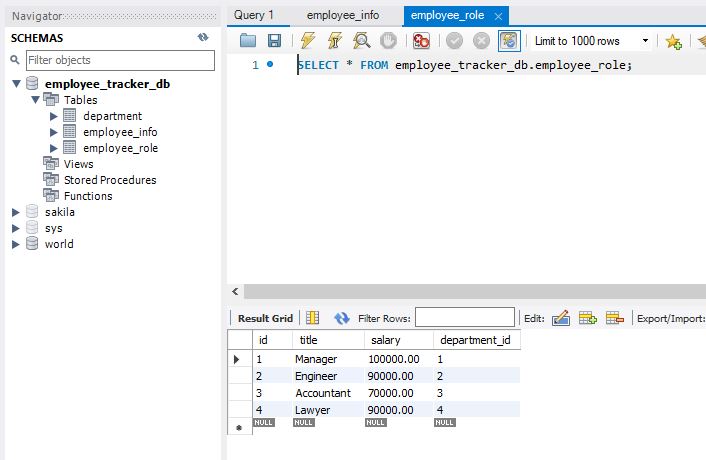 Navigator
SCHEMAS
Filter objects
employee_tracker_db
Tables
department
employee_info
employee_role
Views
Stored Procedures
Functions
sakila
sys
world
Query 1 employee_info employee_role
Limit to 1000 rows
1 SELECT * FROM employee_tracker_db.employee_role;
Result Grid Filter Rows: Edit: Export/Import:
id title salary department_id
1 Manager 100000.00 1
2 Engineer 90000.00 2
3 Accountant 70000.00 3
4 Lawyer 90000.00 4
NULL NULL NULL NULL